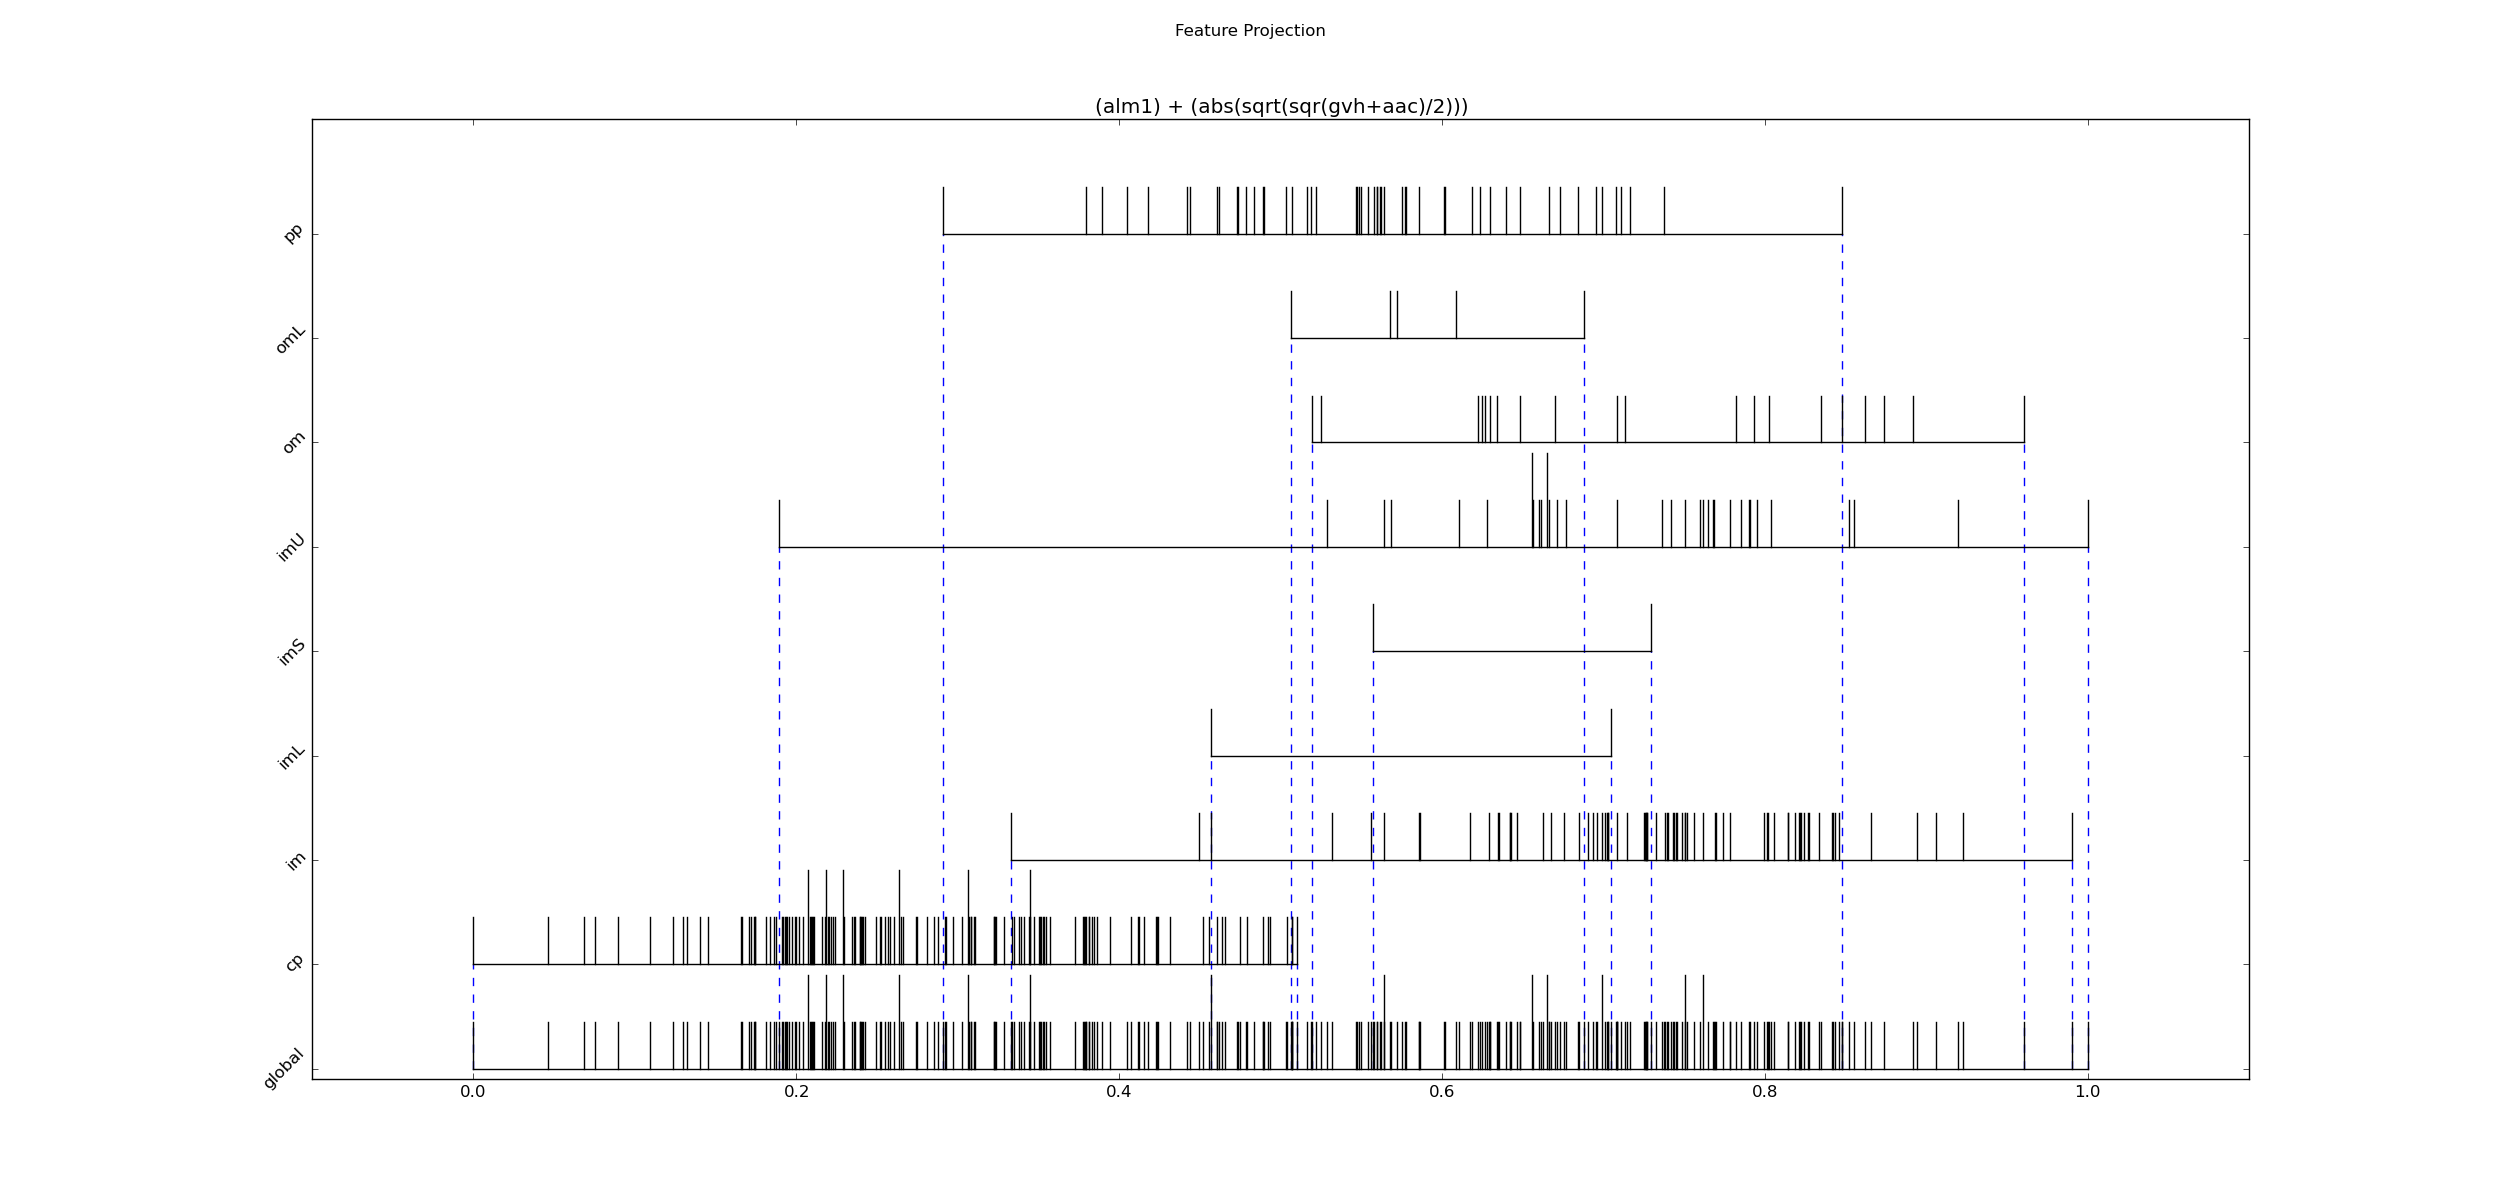 Feature Projection
(alm1) + (abs(sqrt(sqr(gvh+aac)/2)))
pp
omL
om
imU
imS
imL
im
cp
global
0.0 0.2 0.4 0.6 0.8 1.0